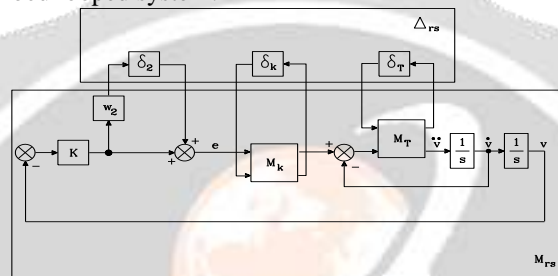 Δrs
δ2
δk
δT
w2
K
+
+
e
Mk
+
MT
v̈
1
s
v̇
1
s
v
-
-
Mrs